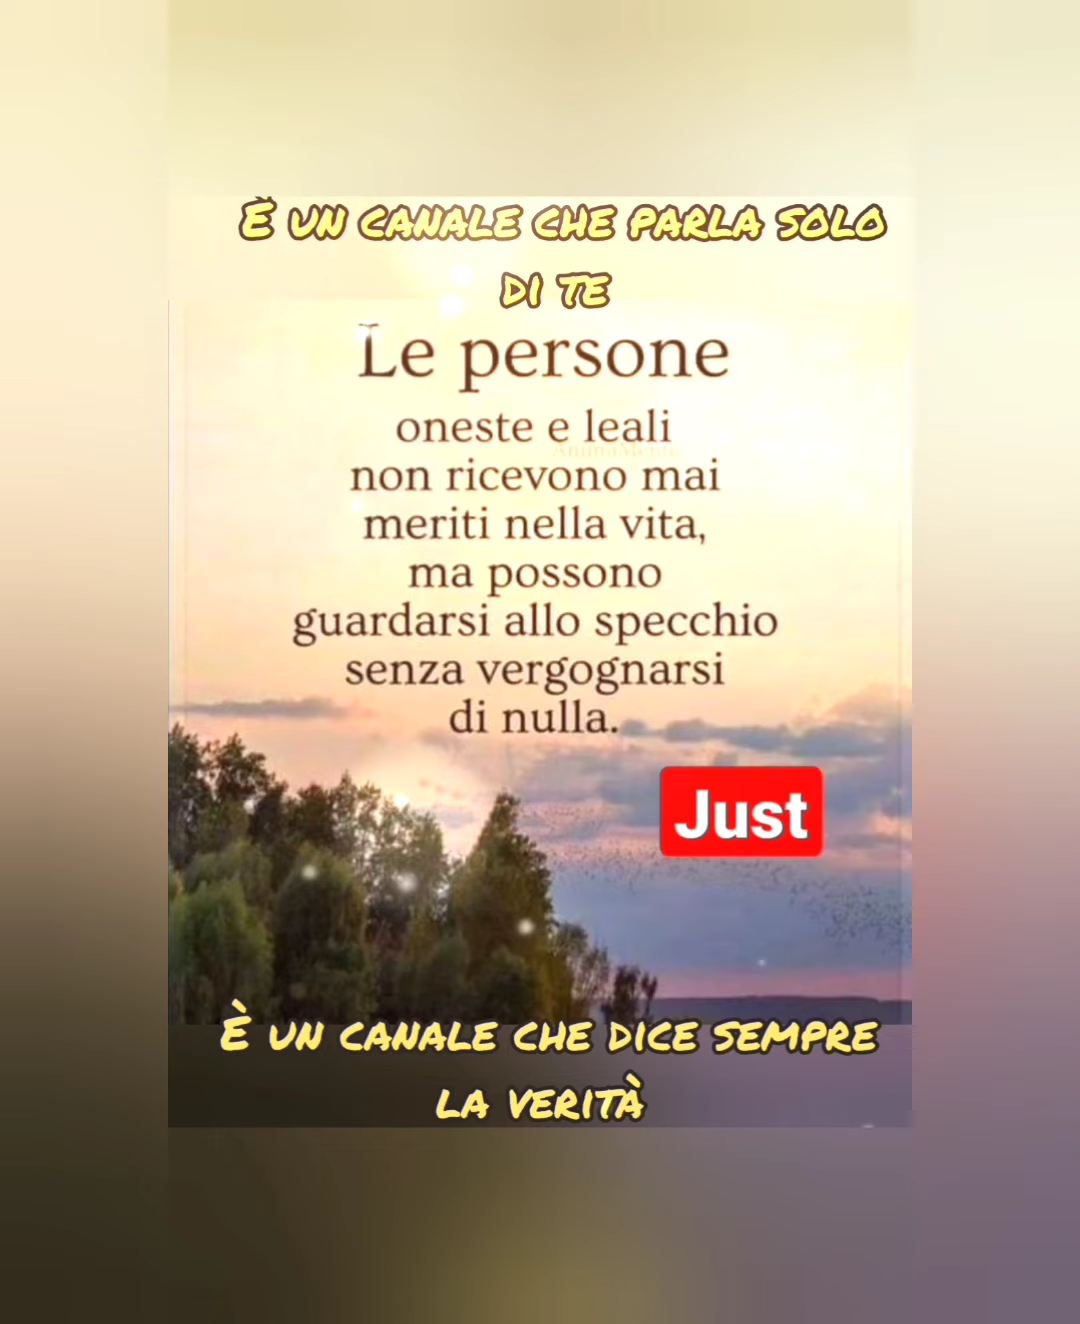 È un canale che parla solo
di te
Le persone
oneste e leali
AnimaMenti
non ricevono mai
meriti nella vita,
ma possono
guardarsi allo specchio
senza vergognarsi
di nulla.
Just
È un canale che dice sempre
la verità